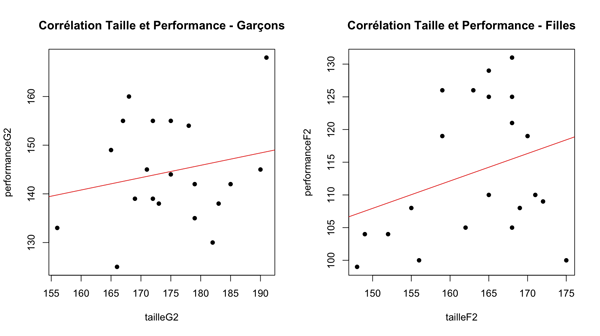 Corrélation Taille et Performance - Garçons
performanceG2
160
150
140
130
155 160 165 170 175 180 185 190
tailleG2
Corrélation Taille et Performance - Filles
performanceF2
130
125
120
115
110
105
100
150 155 160 165 170 175
tailleF2